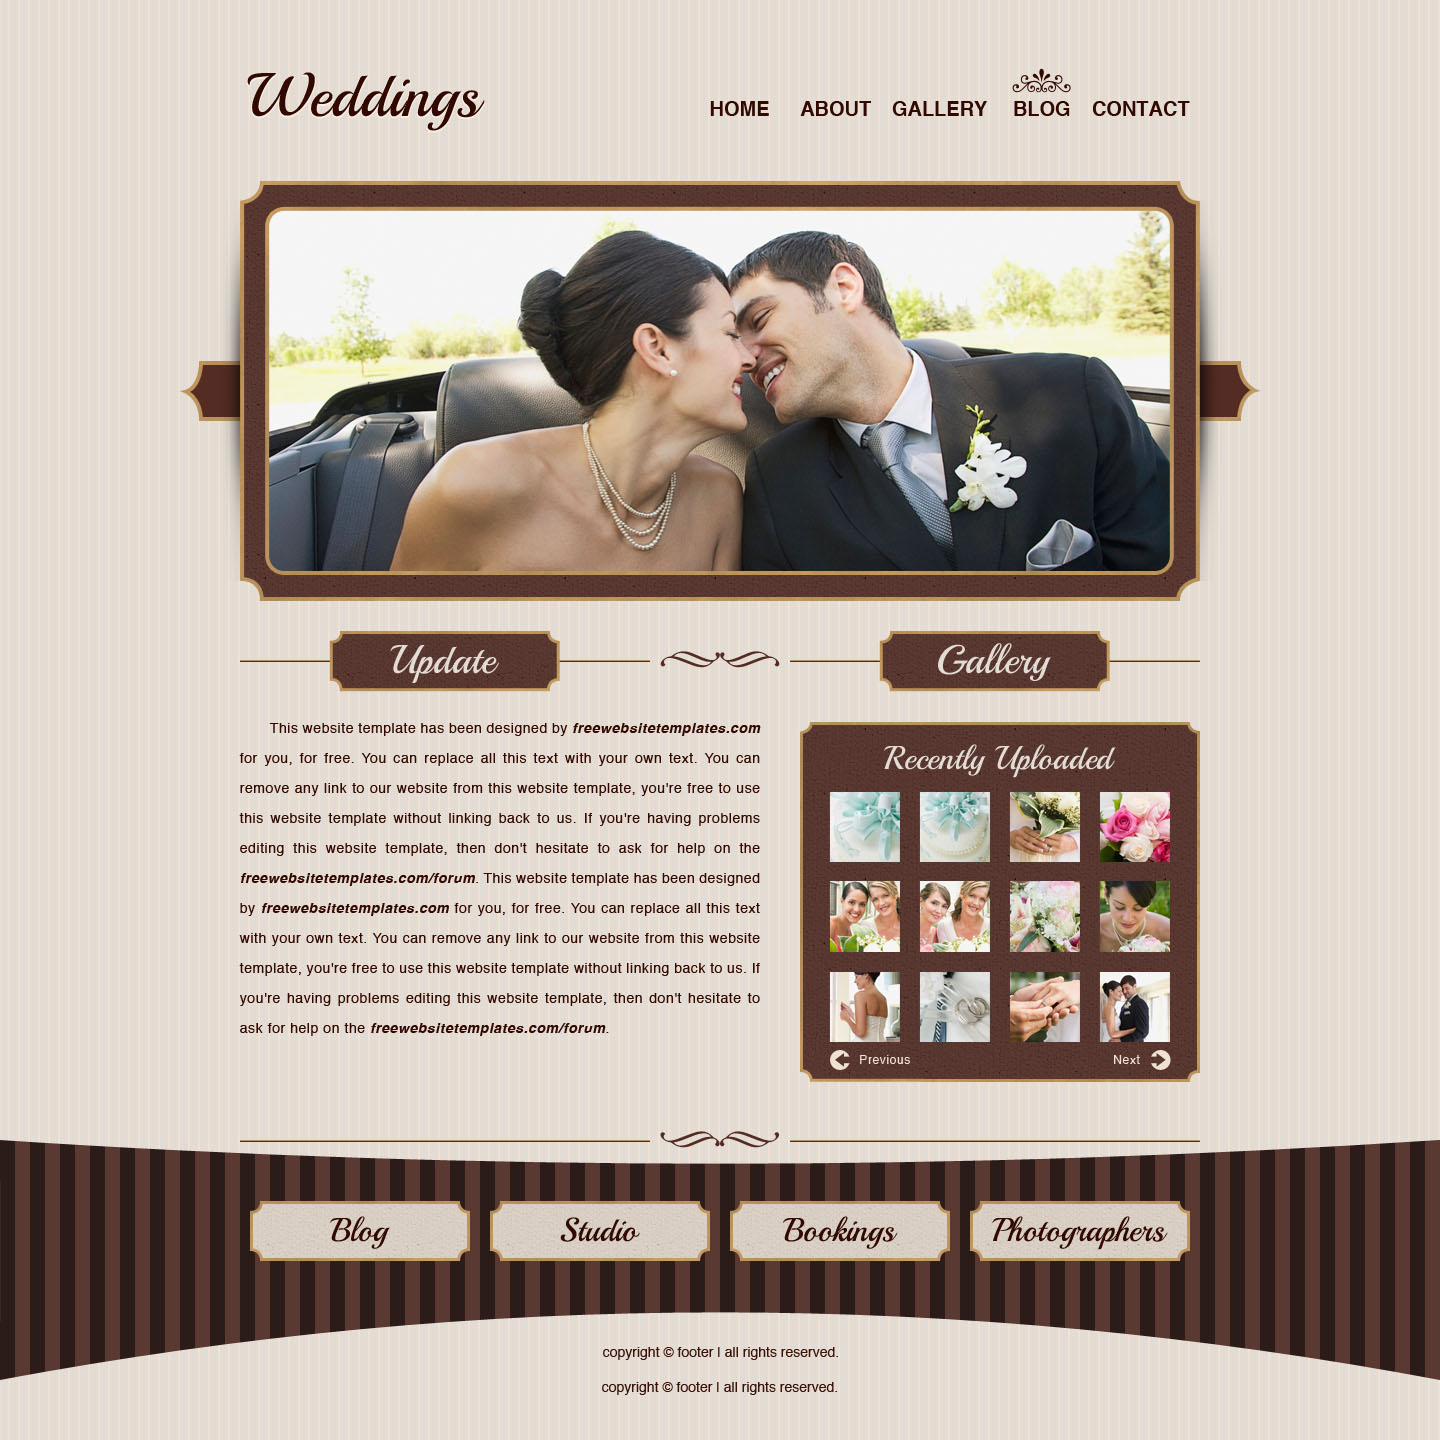 Weddings
HOME ABOUT GALLERY BLOG CONTACT
Update
Gallery
This website template has been designed by freewebsitetemplates.com
for you, for free. You can replace all this text with your own text. You can
remove any link to our website from this website template, you're free to use
this website template without linking back to us. If you're having problems
editing this website template, then don't hesitate to ask for help on the
freewebsitetemplates.com/forum. This website template has been designed
by freewebsitetemplates.com for you, for free. You can replace all this text
with your own text. You can remove any link to our website from this website
template, you're free to use this website template without linking back to us. If
you're having problems editing this website template, then don't hesitate to
ask for help on the freewebsitetemplates.com/forum.
Recently Uploaded
Previous
Next
Blog
Studio
Bookings
Photographers
copyright © footer | all rights reserved.
copyright © footer | all rights reserved.